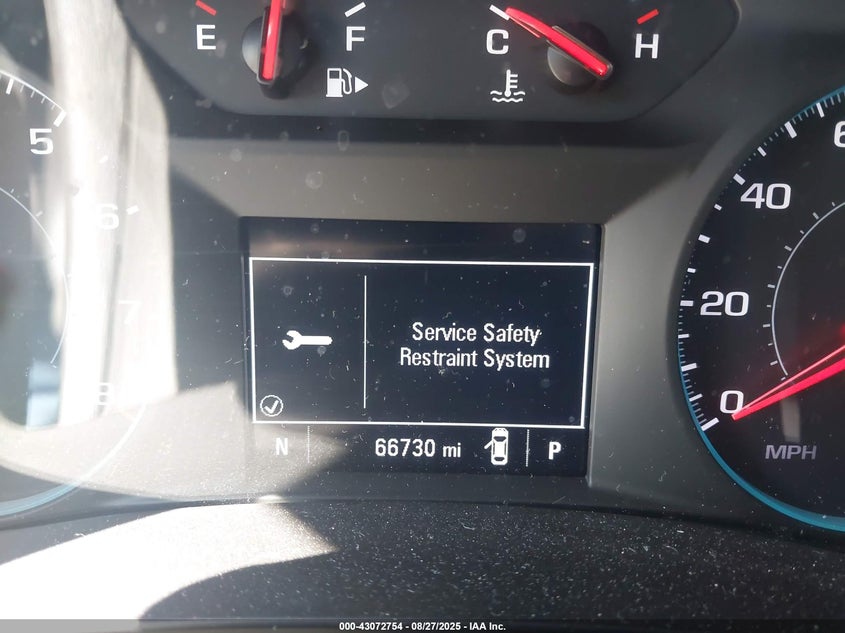 E F C H
5
6
7
8
40
20
0
MPH
Service Safety
Restraint System
N 66730 mi P
000-43072754 - 08/27/2025 - IAA Inc.